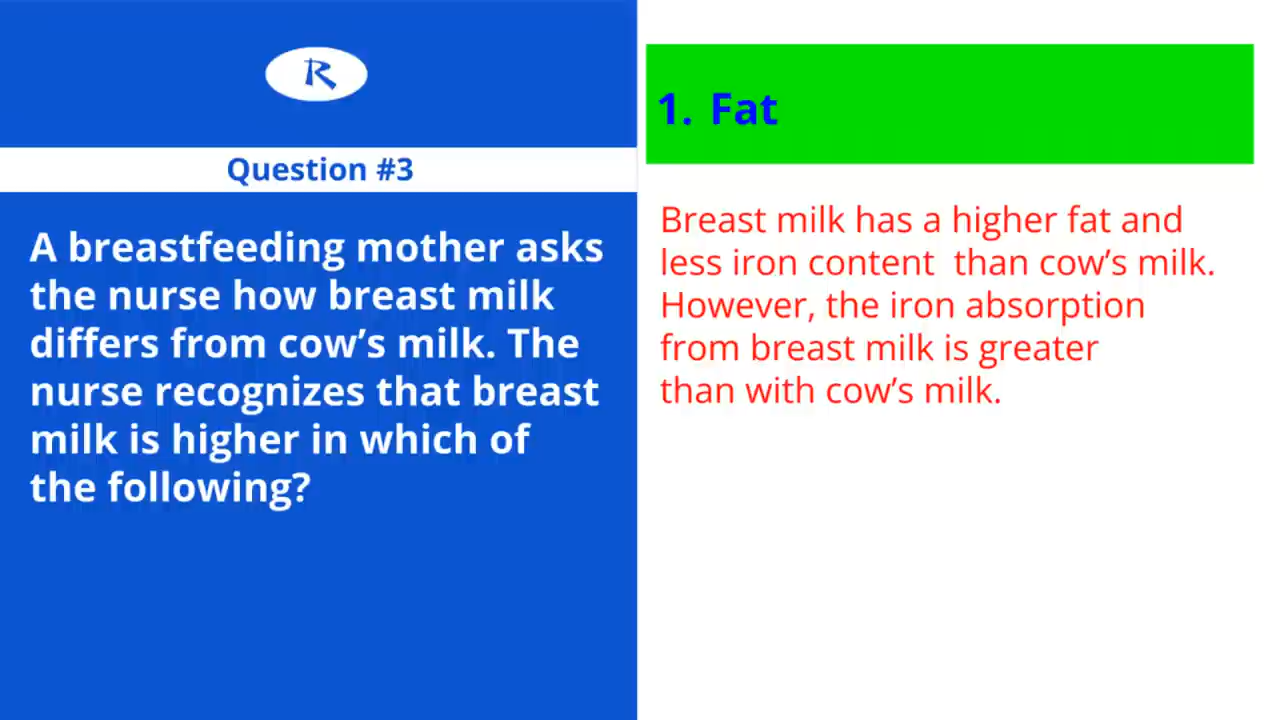 R
Question #3
A breastfeeding mother asks
the nurse how breast milk
differs from cow’s milk. The
nurse recognizes that breast
milk is higher in which of
the following?
1. Fat
Breast milk has a higher fat and
less iron content than cow’s milk.
However, the iron absorption
from breast milk is greater
than with cow’s milk.